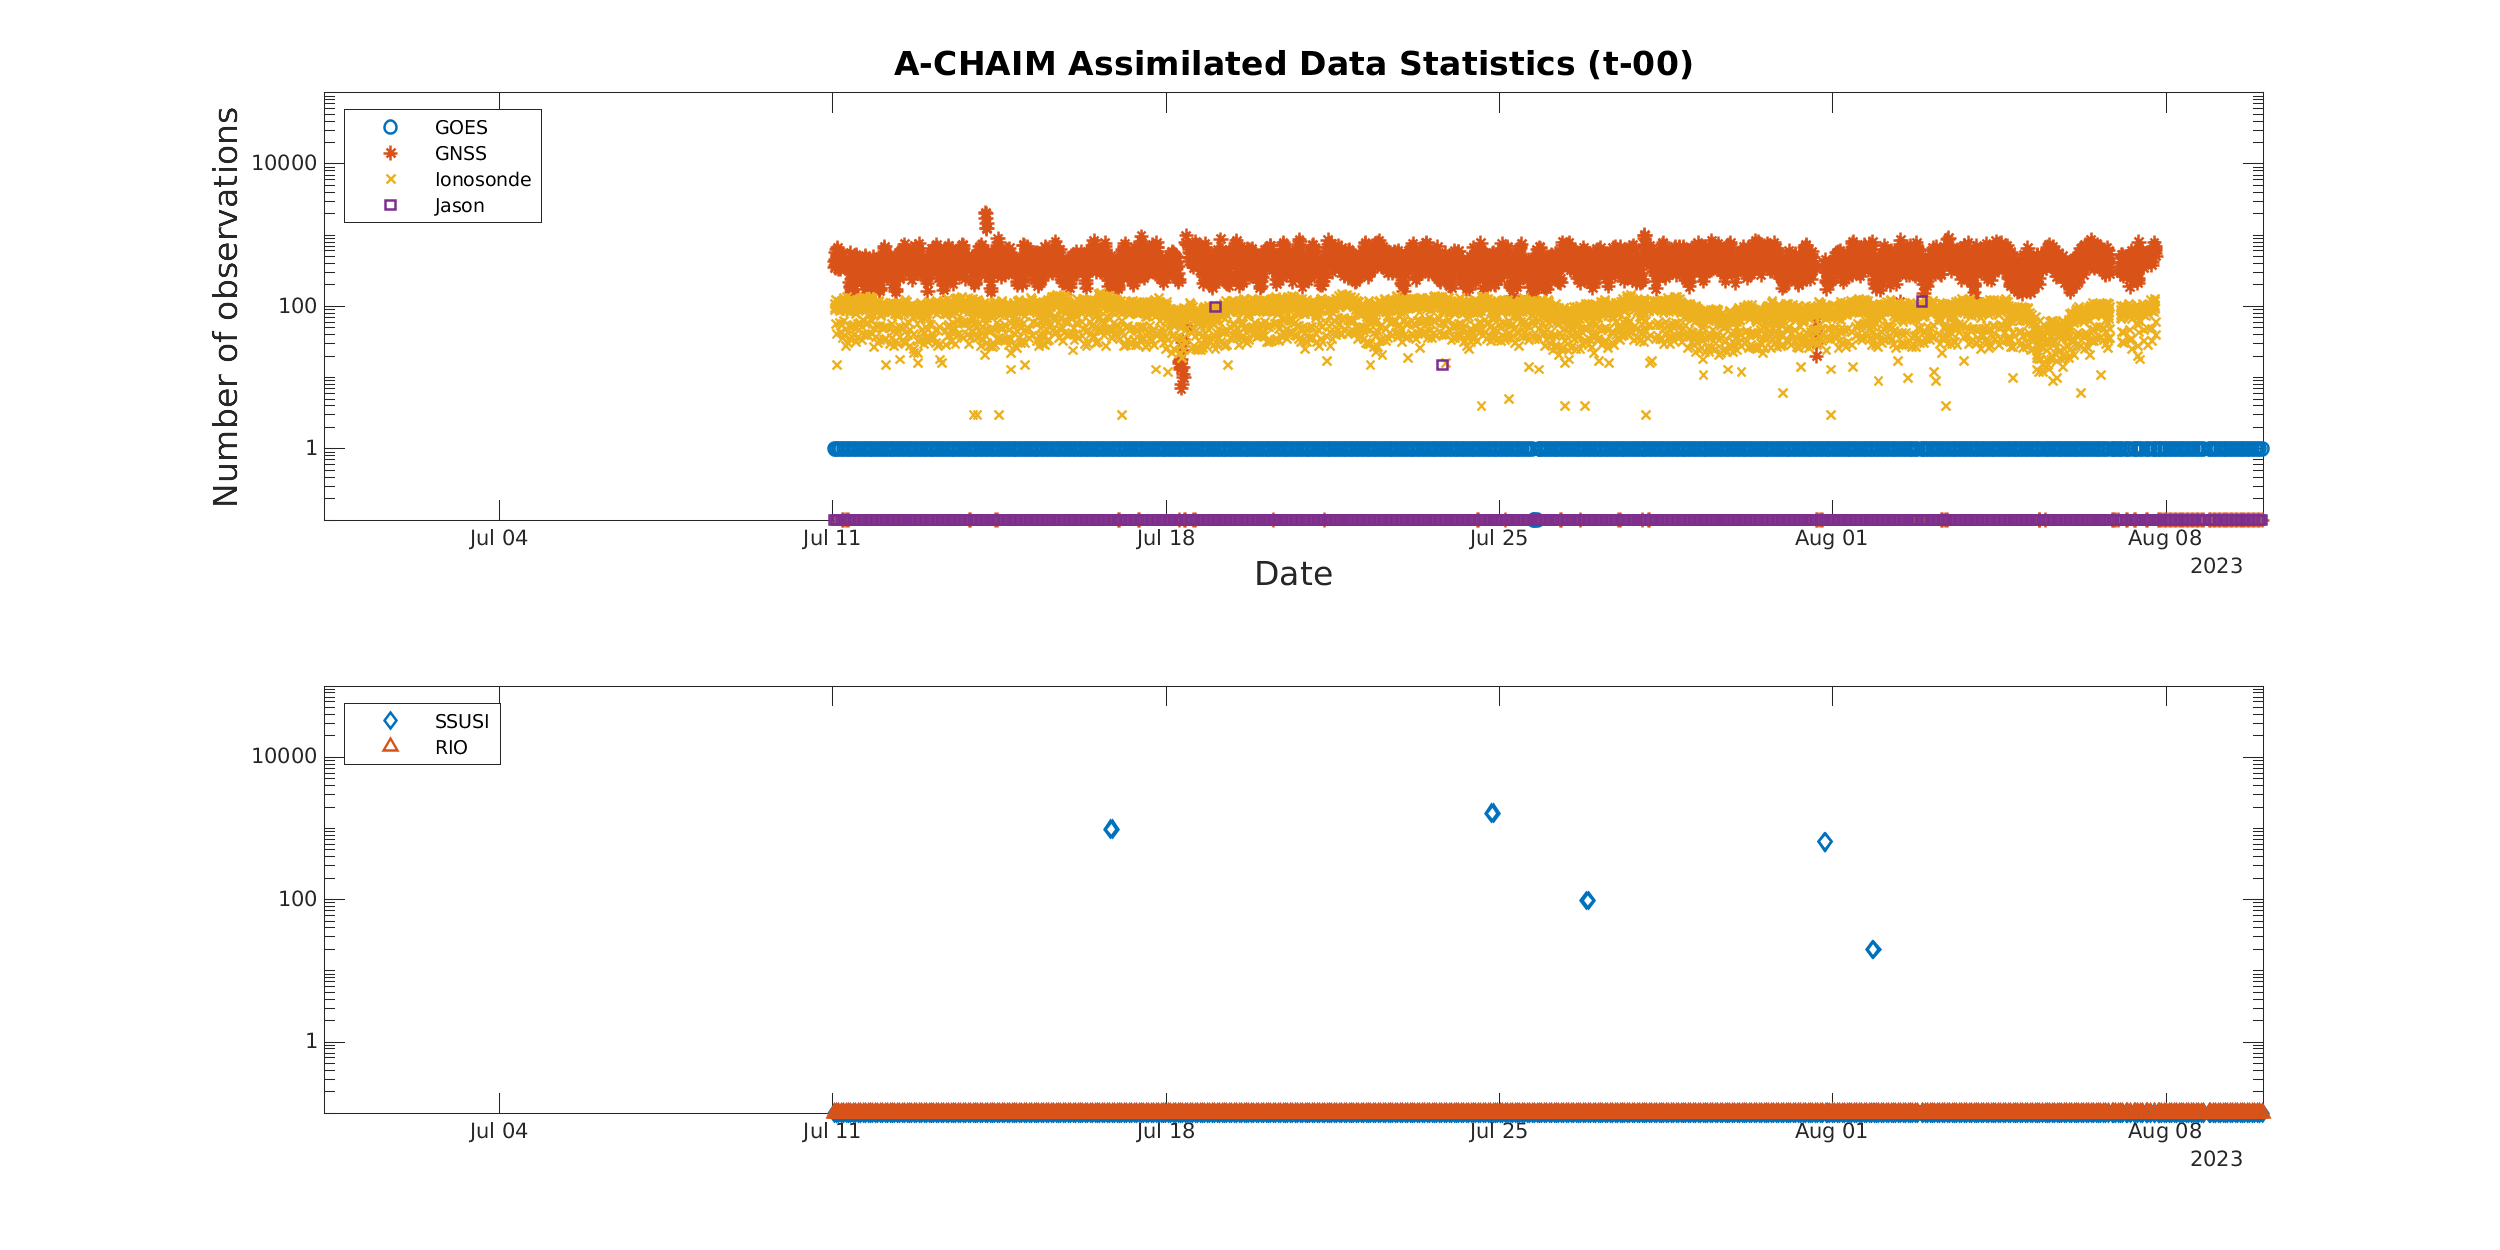 A-CHAIM Assimilated Data Statistics (t-00)
Number of observations
10000
100
1
GOES
GNSS
Ionosonde
Jason
Jul 04
Jul 11
Jul 18
Jul 25
Aug 01
Aug 08
2023
Date
10000
100
1
SSUSI
RIO
Jul 04
Jul 11
Jul 18
Jul 25
Aug 01
Aug 08
2023